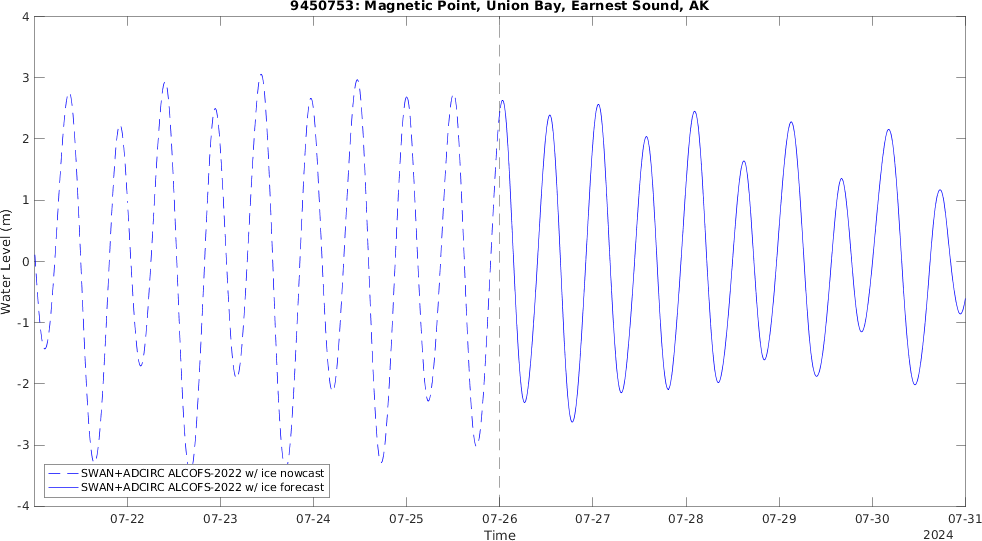 9450753: Magnetic Point, Union Bay, Earnest Sound, AK
4
3
2
1
0
-1
-2
-3
-4
Water Level (m)
SWAN+ADCIRC ALCOFS-2022 w/ ice nowcast
SWAN+ADCIRC ALCOFS-2022 w/ ice forecast
07-22 07-23 07-24 07-25 07-26 07-27 07-28 07-29 07-30 07-31
Time
2024